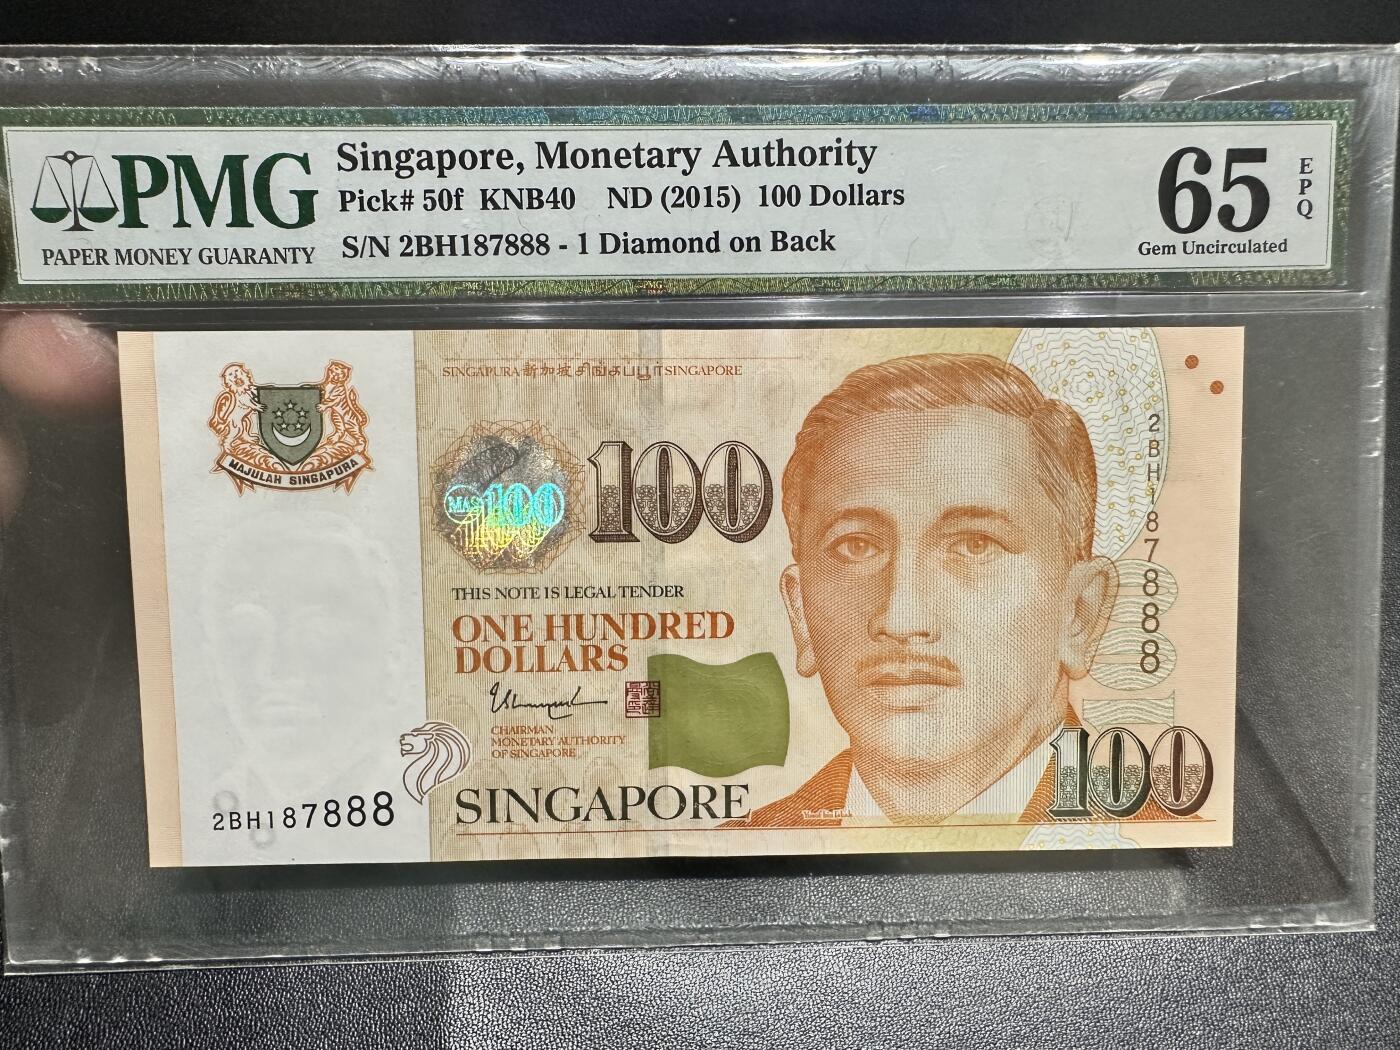 PMG
PAPER MONEY GUARANTY
Singapore, Monetary Authority
Pick# 50f KNB40 ND (2015) 100 Dollars
S/N 2BH187888 - 1 Diamond on Back
65
EPQ
Gem Uncirculated
SINGAPURA 新加坡 சிங்கப்பூர் SINGAPORE
MAJULAH SINGAPURA
MAS 100
100
2BH187888
THIS NOTE IS LEGAL TENDER
ONE HUNDRED
DOLLARS
CHAIRMAN
MONETARY AUTHORITY
OF SINGAPORE
2BH187888
SINGAPORE
100